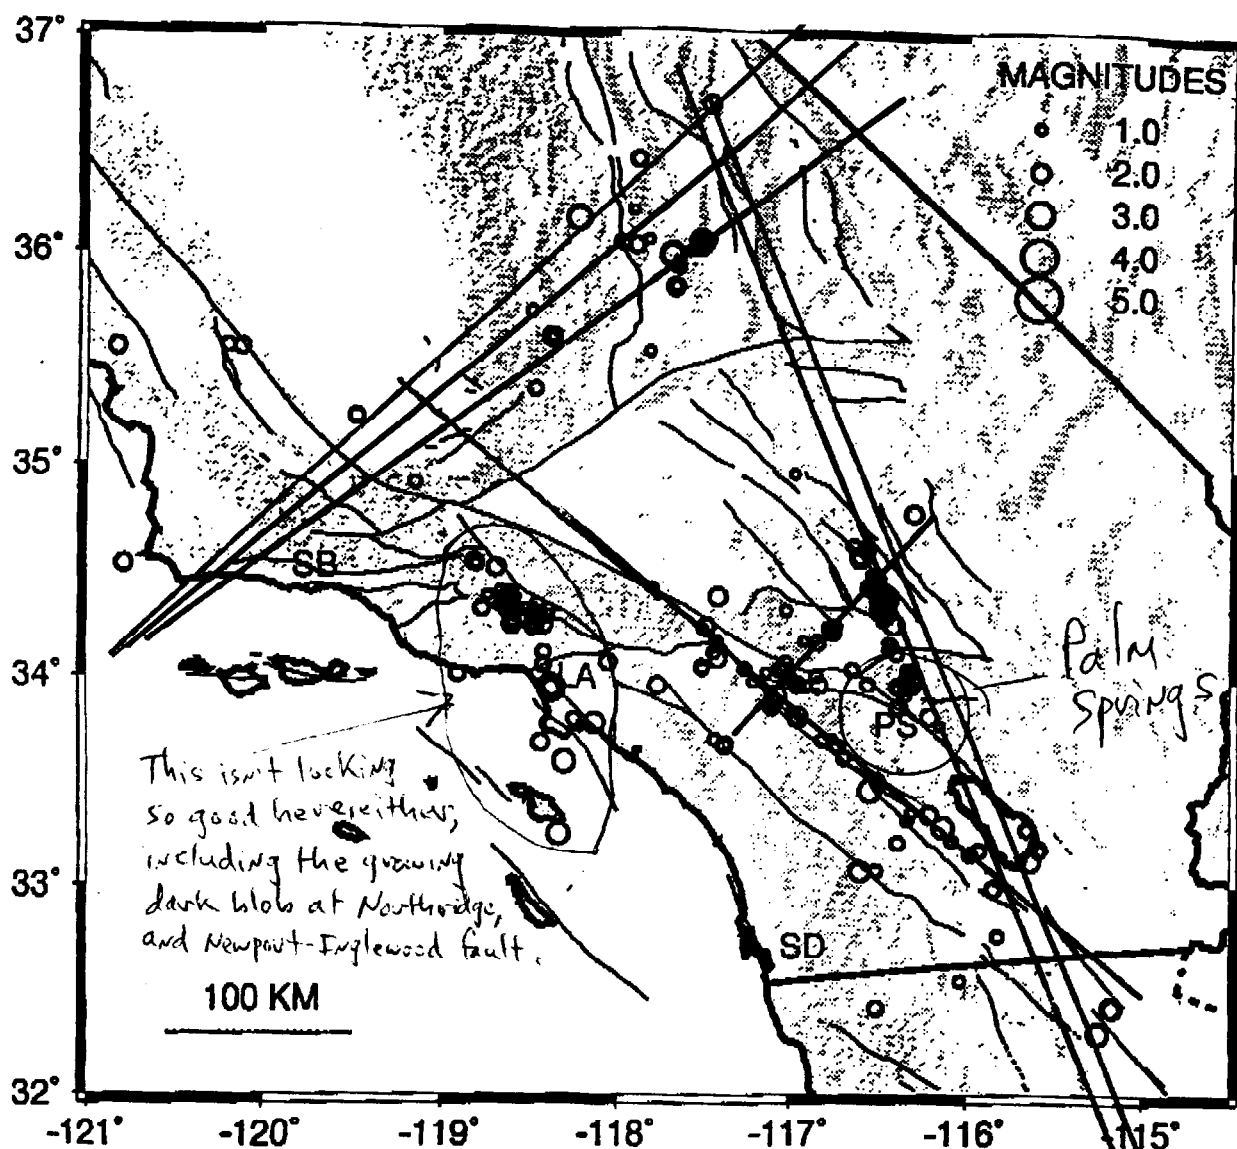 37°
36°
35°
34°
33°
32°
-121°
-120°
-119°
-118°
-117°
-116°
-115°
MAGNITUDES
1.0
2.0
3.0
4.0
5.0
SB
LA
PS
SD
Palm
Springs
This isn't looking
so good here either,
including the growing
dark blob at Northridge,
and Newport-Inglewood fault.
100 KM